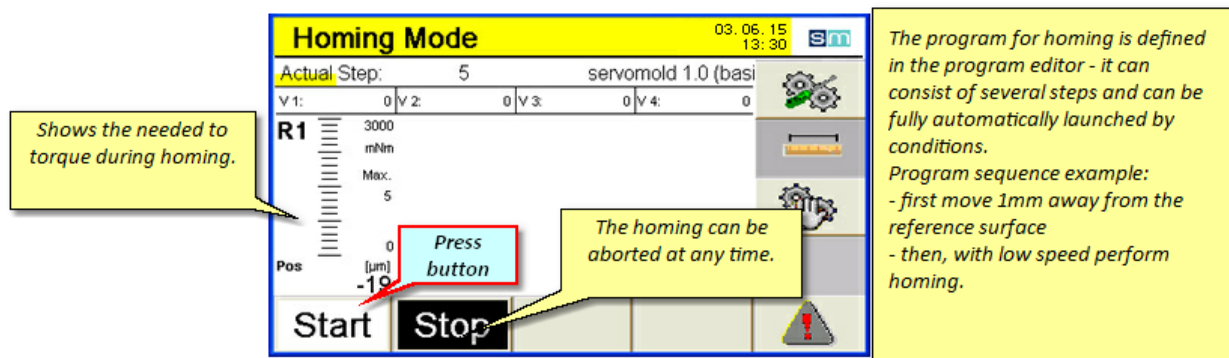 Homing Mode
03. 06. 15
13: 30
sm
Actual Step: 5 servomold 1.0 (basi
V 1: 0 V 2: 0 V 3: 0 V 4: 0
R1
3000
mNm
Max.
5
0
Pos
[µm]
-19
Start
Stop
Shows the needed to
torque during homing.
Press
button
The homing can be
aborted at any time.
The program for homing is defined
in the program editor - it can
consist of several steps and can be
fully automatically launched by
conditions.
Program sequence example:
- first move 1mm away from the
reference surface
- then, with low speed perform
homing.